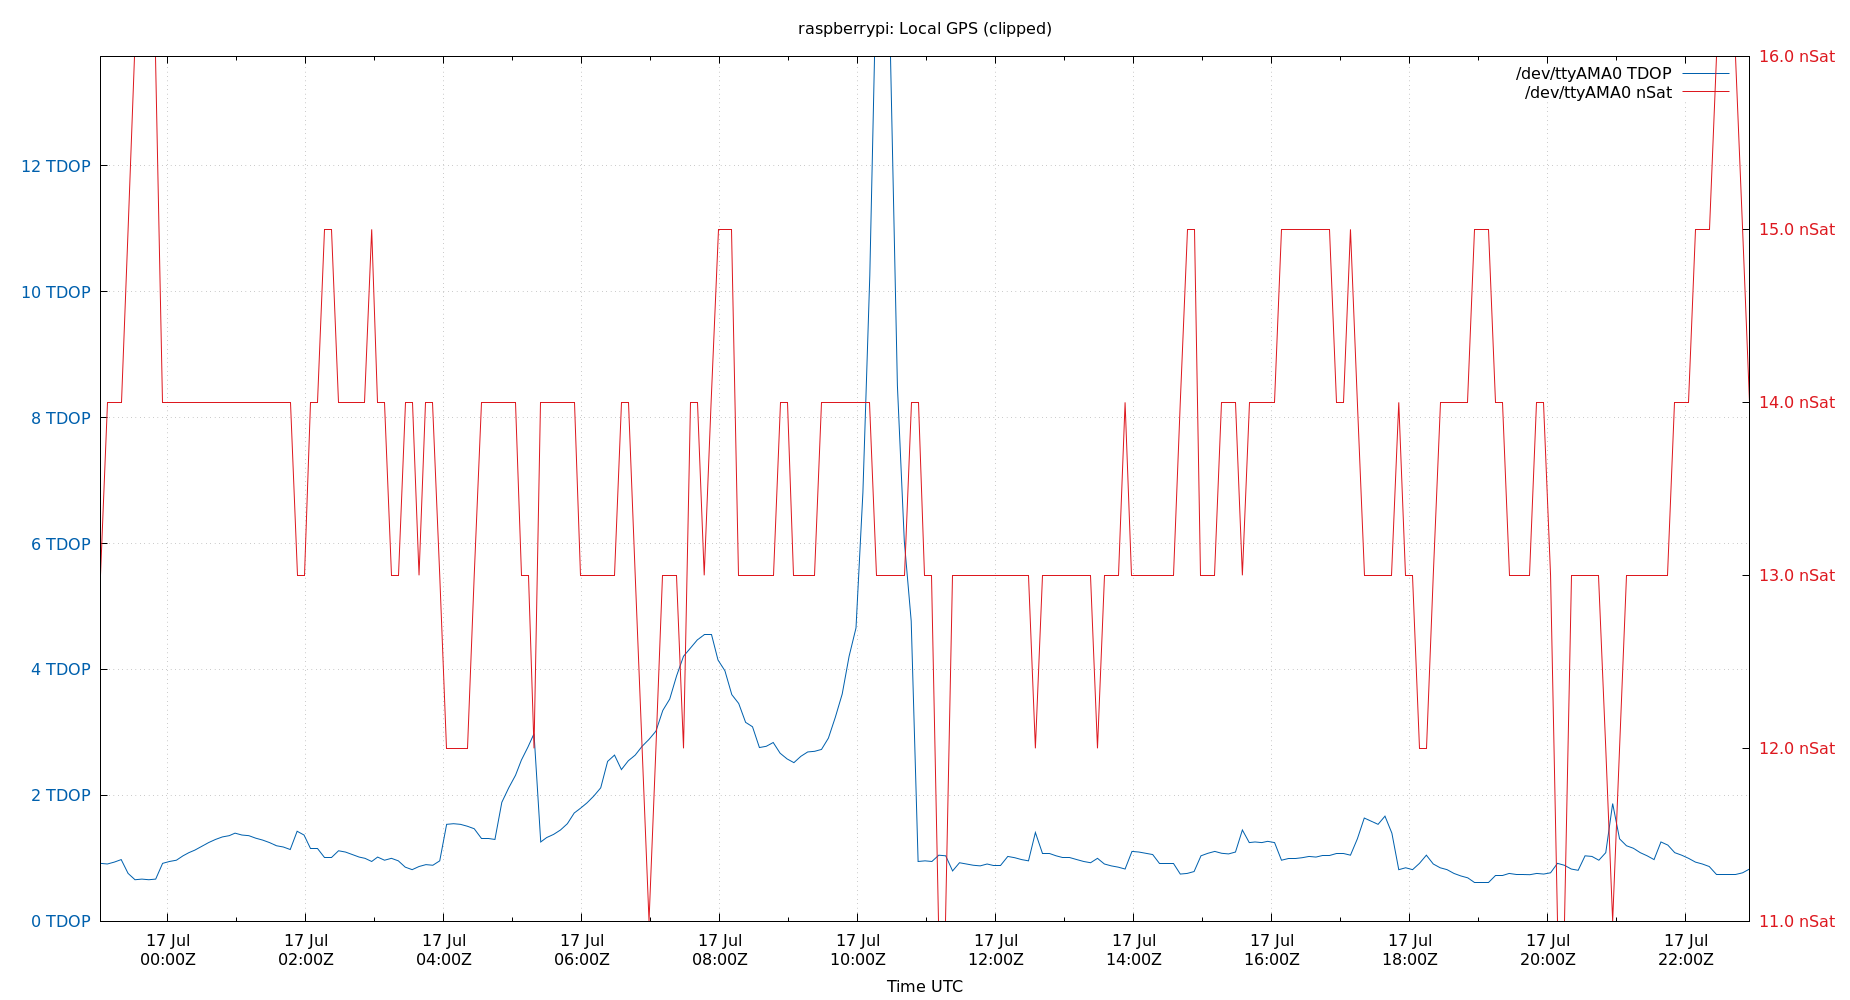 raspberrypi: Local GPS (clipped)
/dev/ttyAMA0 TDOP
/dev/ttyAMA0 nSat
12 TDOP
10 TDOP
8 TDOP
6 TDOP
4 TDOP
2 TDOP
0 TDOP
16.0 nSat
15.0 nSat
14.0 nSat
13.0 nSat
12.0 nSat
11.0 nSat
17 Jul 17 Jul 17 Jul 17 Jul 17 Jul 17 Jul 17 Jul 17 Jul 17 Jul 17 Jul 17 Jul 17 Jul
00:00Z 02:00Z 04:00Z 06:00Z 08:00Z 10:00Z 12:00Z 14:00Z 16:00Z 18:00Z 20:00Z 22:00Z
Time UTC